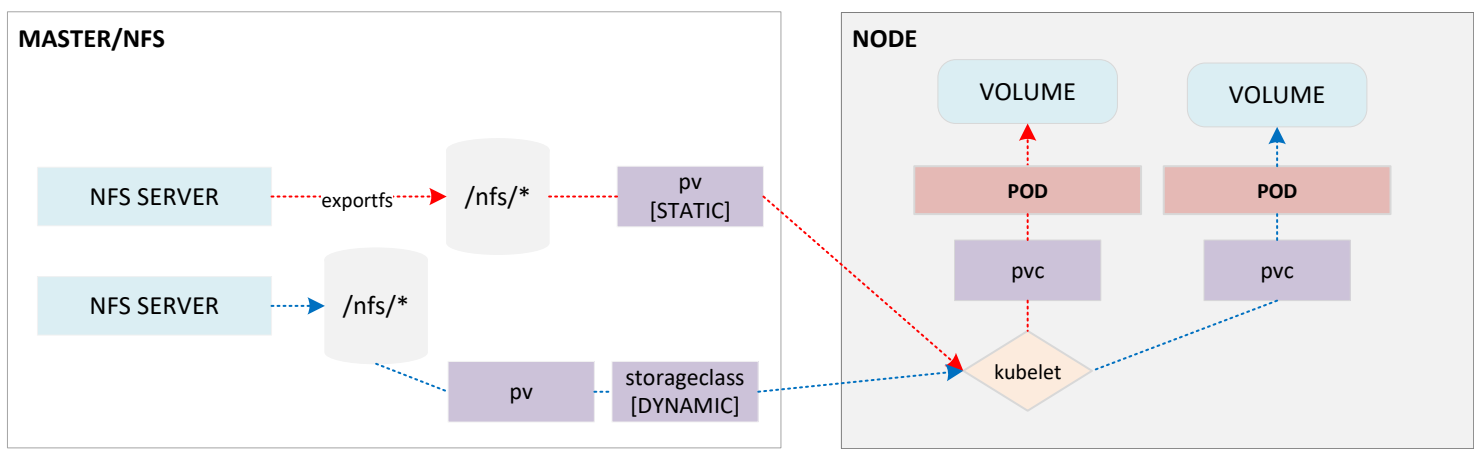 MASTER/NFS
NFS SERVER
exportfs
/nfs/*
pv
[STATIC]
NFS SERVER
/nfs/*
pv
storageclass
[DYNAMIC]
NODE
VOLUME
VOLUME
POD
POD
pvc
pvc
kubelet